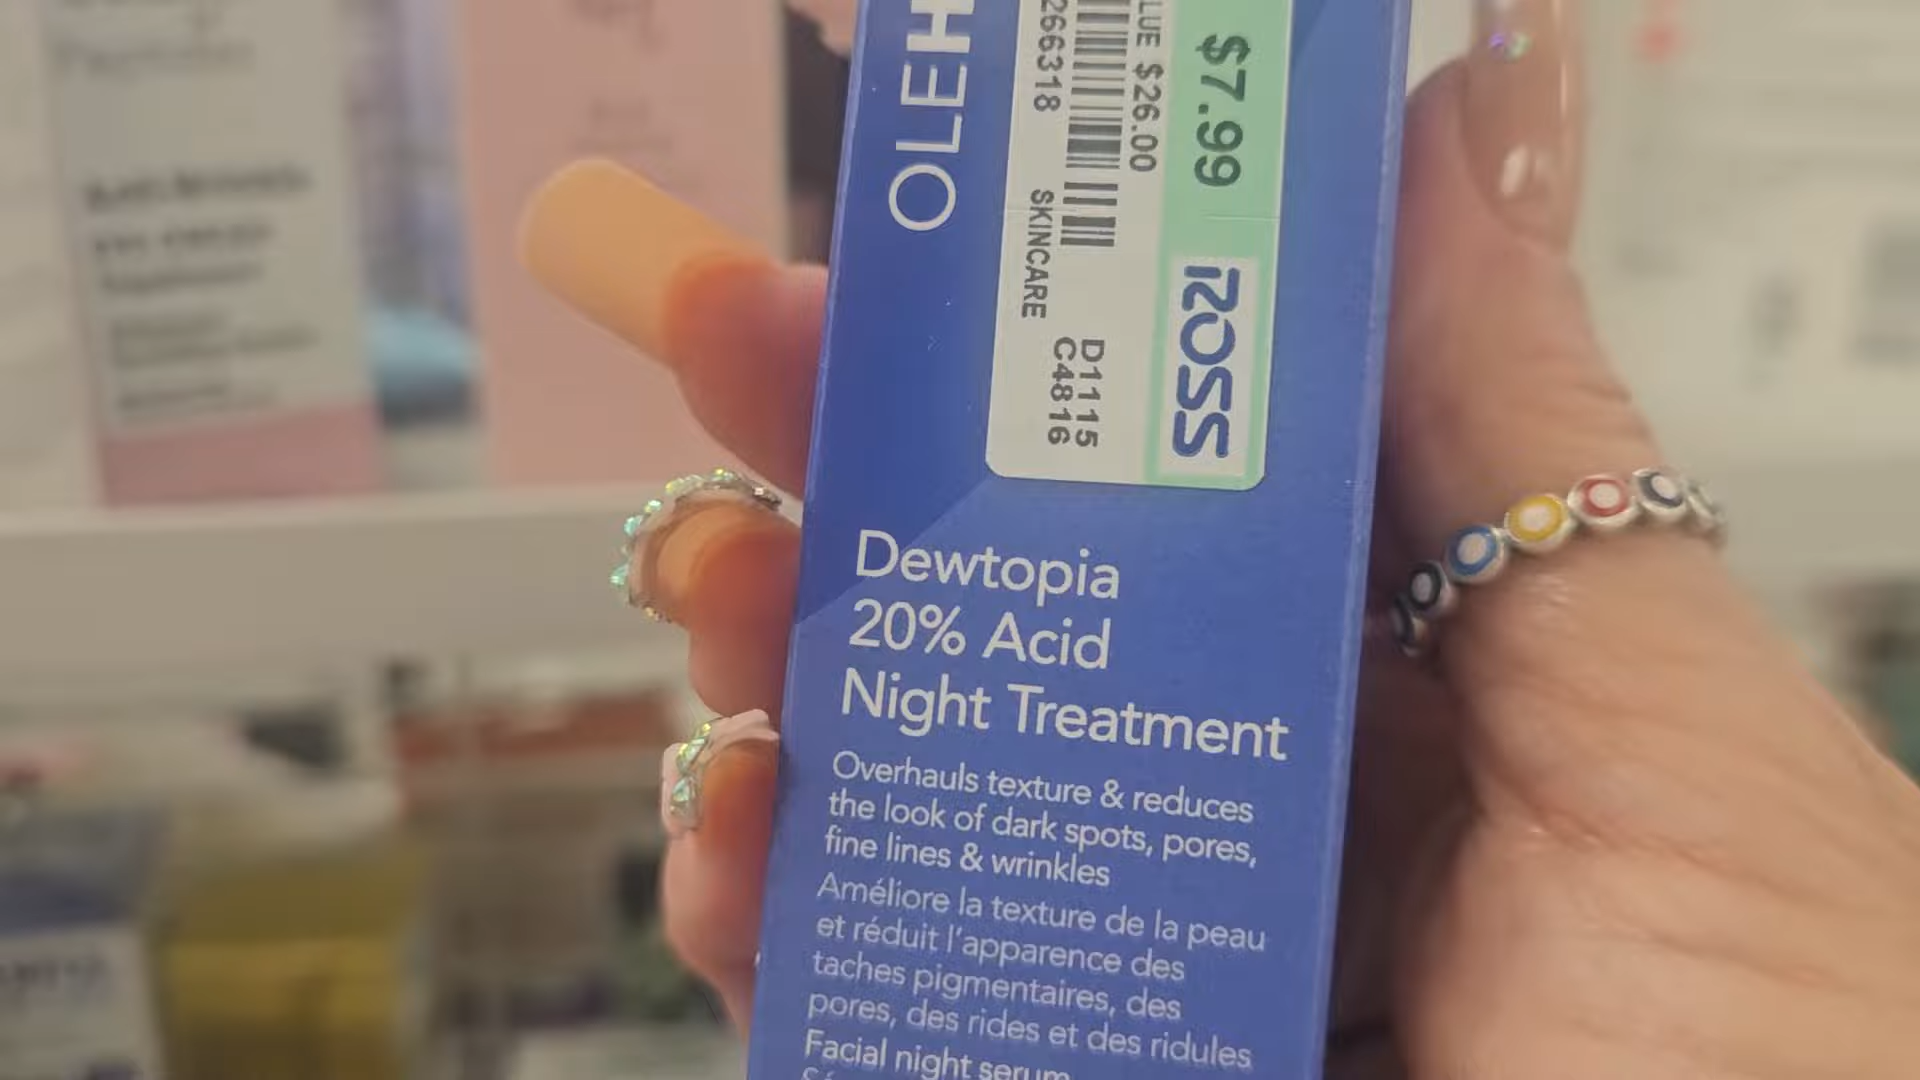 OLEH
266318
SKINCARE
LUE $26.00
D1115
C4816
$7.99
ROSS
Dewtopia
20% Acid
Night Treatment
Overhauls texture & reduces
the look of dark spots, pores,
fine lines & wrinkles
Améliore la texture de la peau
et réduit l'apparence des
taches pigmentaires, des
pores, des rides et des ridules
Facial night serum